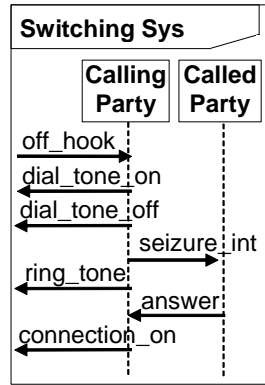 Switching Sys
Calling Called
Party Party
off_hook
dial_tone_on
dial_tone_off
seizure_int
ring_tone
answer
connection_on